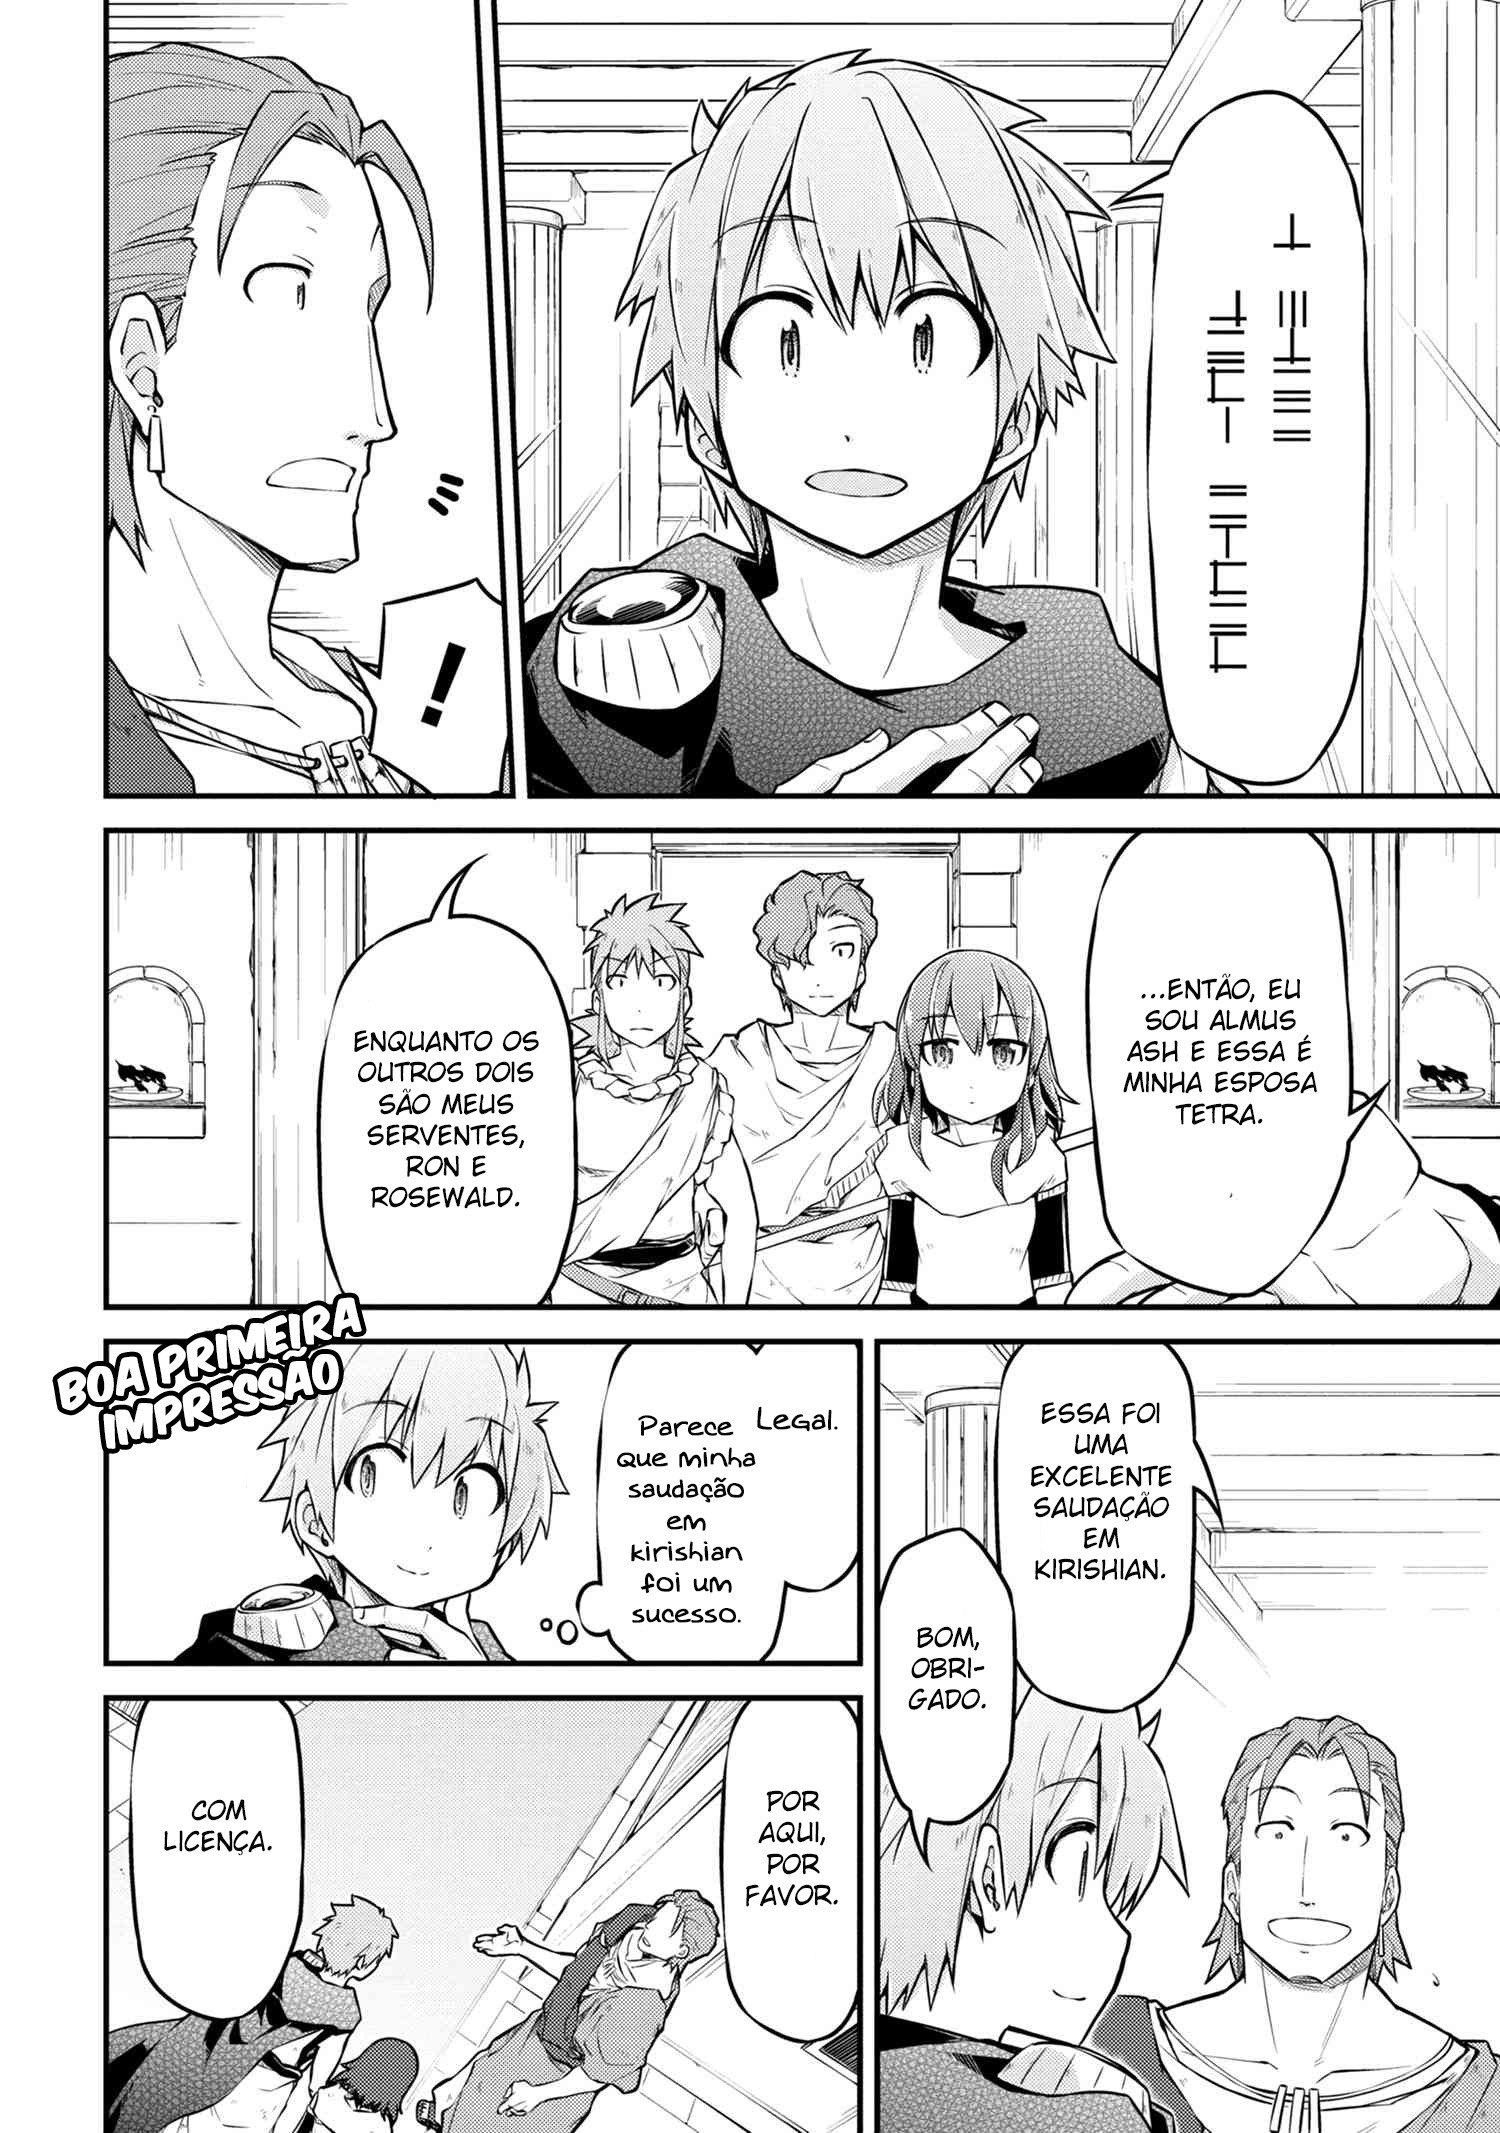 !
...ENTÃO, EU
SOU ALMUS
ASH E ESSA É
MINHA ESPOSA
TETRA.
ENQUANTO OS
OUTROS DOIS
SÃO MEUS
SERVENTES,
RON E
ROSEWALD.
ESSA FOI
UMA
EXCELENTE
SAUDAÇÃO
EM
KIRISHIAN.
BOM,
OBRI-
GADO.
Legal.
Parece
que minha
saudação
em
kirishian
foi um
sucesso.
BOA PRIMEIRA
IMPRESSÃO
POR
AQUI,
POR
FAVOR.
COM
LICENÇA.